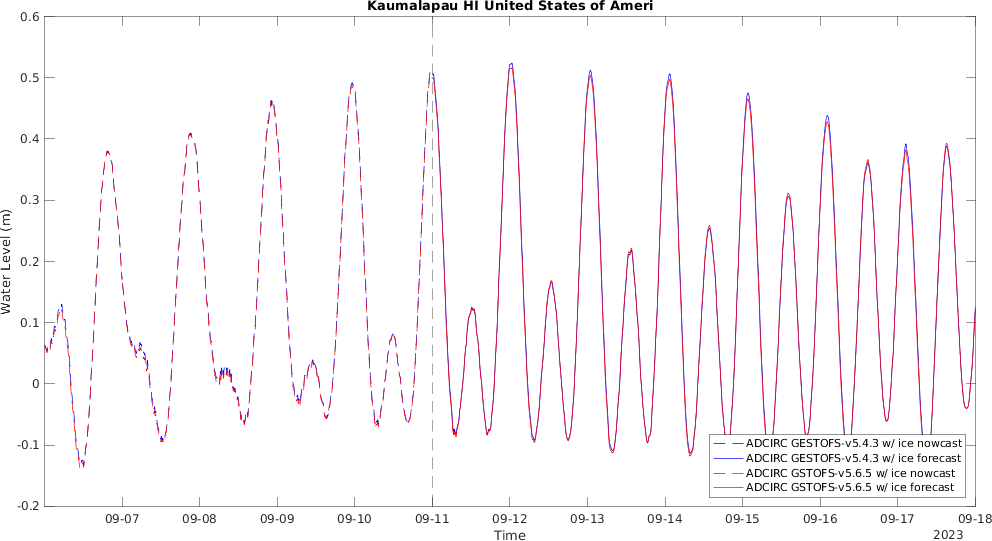 Kaumalapau HI United States of Ameri
0.6
0.5
0.4
0.3
0.2
0.1
0
-0.1
-0.2
Water Level (m)
09-07 09-08 09-09 09-10 09-11 09-12 09-13 09-14 09-15 09-16 09-17 09-18
Time
2023
ADCIRC GESTOFS-v5.4.3 w/ ice nowcast
ADCIRC GESTOFS-v5.4.3 w/ ice forecast
ADCIRC GSTOFS-v5.6.5 w/ ice nowcast
ADCIRC GSTOFS-v5.6.5 w/ ice forecast